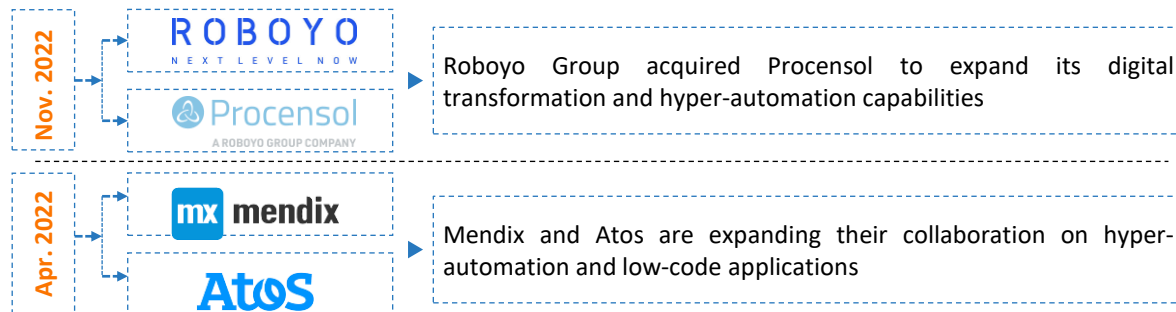 Nov. 2022
ROBOYO
NEXT LEVEL NOW
Procensol
A ROBOYO GROUP COMPANY
Roboyo Group acquired Procensol to expand its digital
transformation and hyper-automation capabilities
Apr. 2022
mx mendix
Atos
Mendix and Atos are expanding their collaboration on hyper-
automation and low-code applications